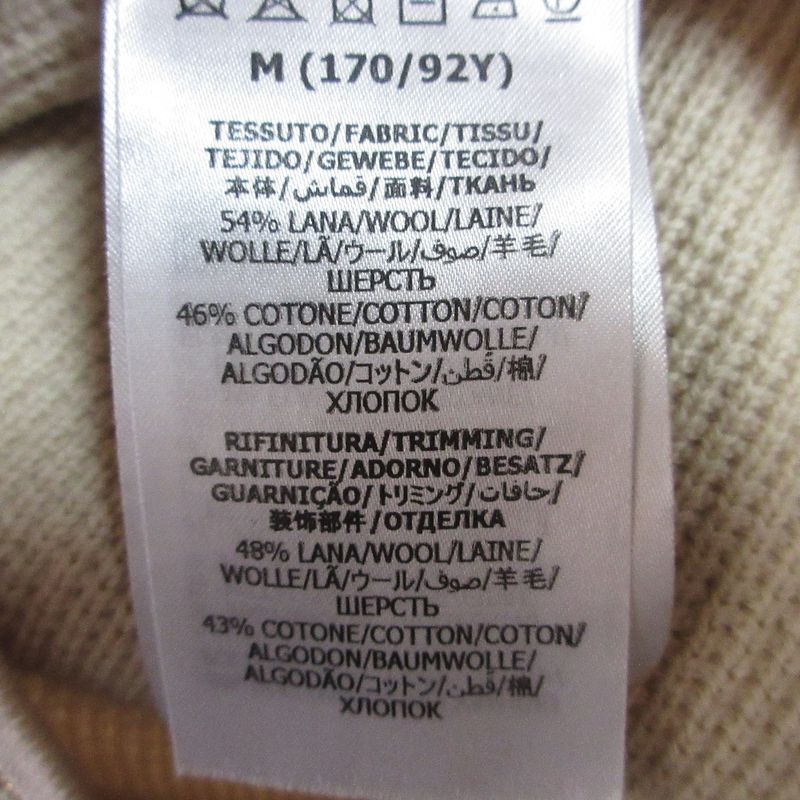 M (170/92Y)
TESSUTO/FABRIC/TISSU/
TEJIDO/GEWEBE/TECIDO/
本体/قماش/面料/ТКАНЬ
54% LANA/WOOL/LAINE/
WOLLE/LÃ/ウール/صوف/羊毛/
ШЕРСТЬ
46% COTONE/COTTON/COTON/
ALGODON/BAUMWOLLE/
ALGODÃO/コットン/قطن/棉/
ХЛОПОК
RIFINITURA/TRIMMING/
GARNITURE/ADORNO/BESATZ/
GUARNIÇÃO/トリミング/حافات/
装饰部件/ОТДЕЛКА
48% LANA/WOOL/LAINE/
WOLLE/LÃ/ウール/صوف/羊毛/
ШЕРСТЬ
43% COTONE/COTTON/COTON/
ALGODON/BAUMWOLLE/
ALGODÃO/コットン/قطن/棉/
ХЛОПОК